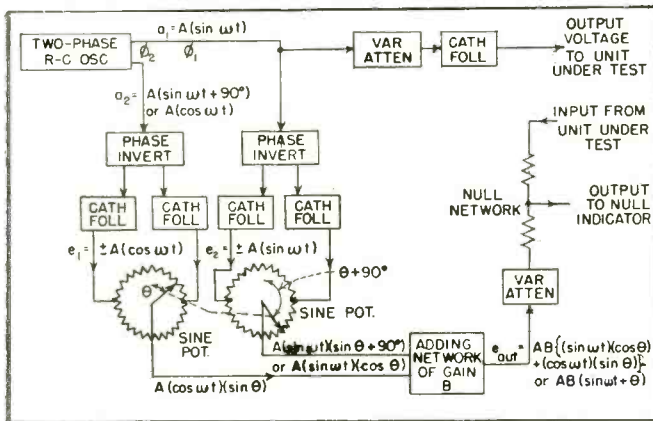 a₁= A(sin ωt)
TWO-PHASE
R-C OSC
ϕ₂ ϕ₁
a₂= A(sin ωt +90°)
or A(cos ωt)
VAR
ATTEN
CATH
FOLL
OUTPUT
VOLTAGE
TO UNIT
UNDER TEST
PHASE
INVERT
PHASE
INVERT
INPUT FROM
UNIT UNDER
TEST
CATH
FOLL
CATH
FOLL
CATH
FOLL
CATH
FOLL
NULL
NETWORK
OUTPUT
TO NULL
INDICATOR
e₁= ±A(cos ωt)
e₂= ±A(sin ωt)
θ
θ+90°
VAR
ATTEN
SINE
POT.
SINE POT.
A(sin ωt)(sin θ+90°)
or A(sin ωt)(cos θ)
A(cos ωt)(sin θ)
ADDING
NETWORK
OF GAIN
B
e out = AB{(sin ωt)(cos θ)
+(cos ωt)(sin θ)}
or AB (sin ωt + θ)